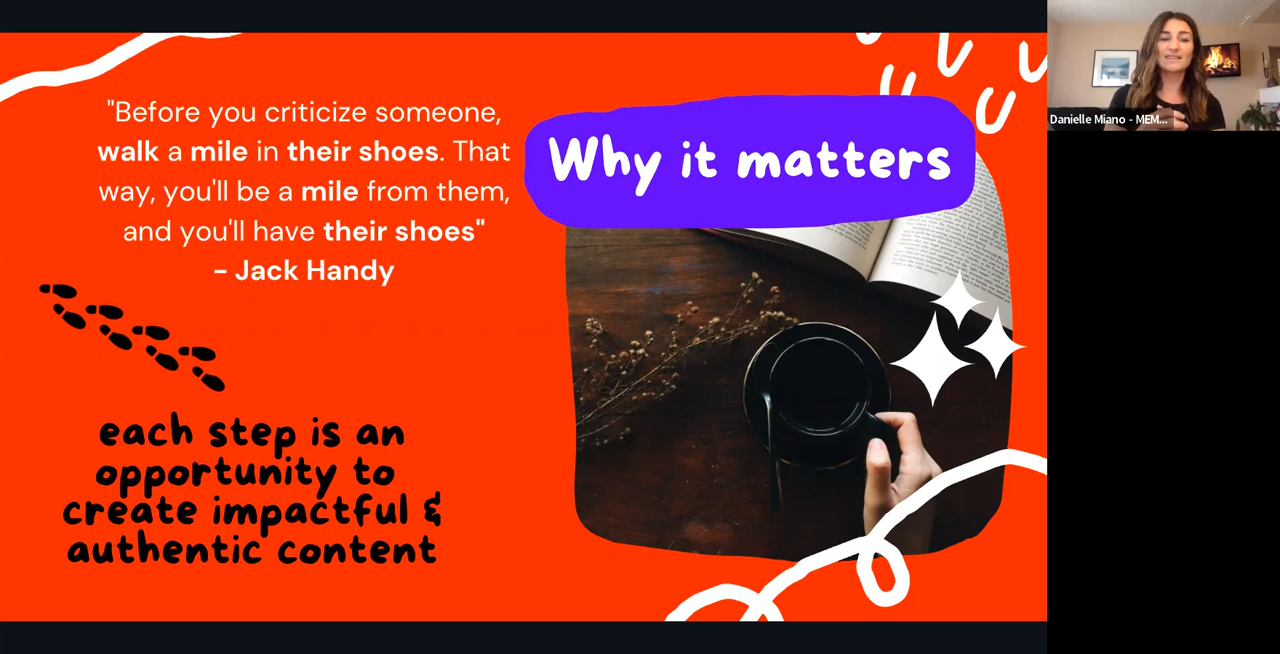 "Before you criticize someone,
walk a mile in their shoes. That
way, you'll be a mile from them,
and you'll have their shoes"
- Jack Handy
Why it matters
each step is an
opportunity to
create impactful &
authentic content
Danielle Miano - MEM...